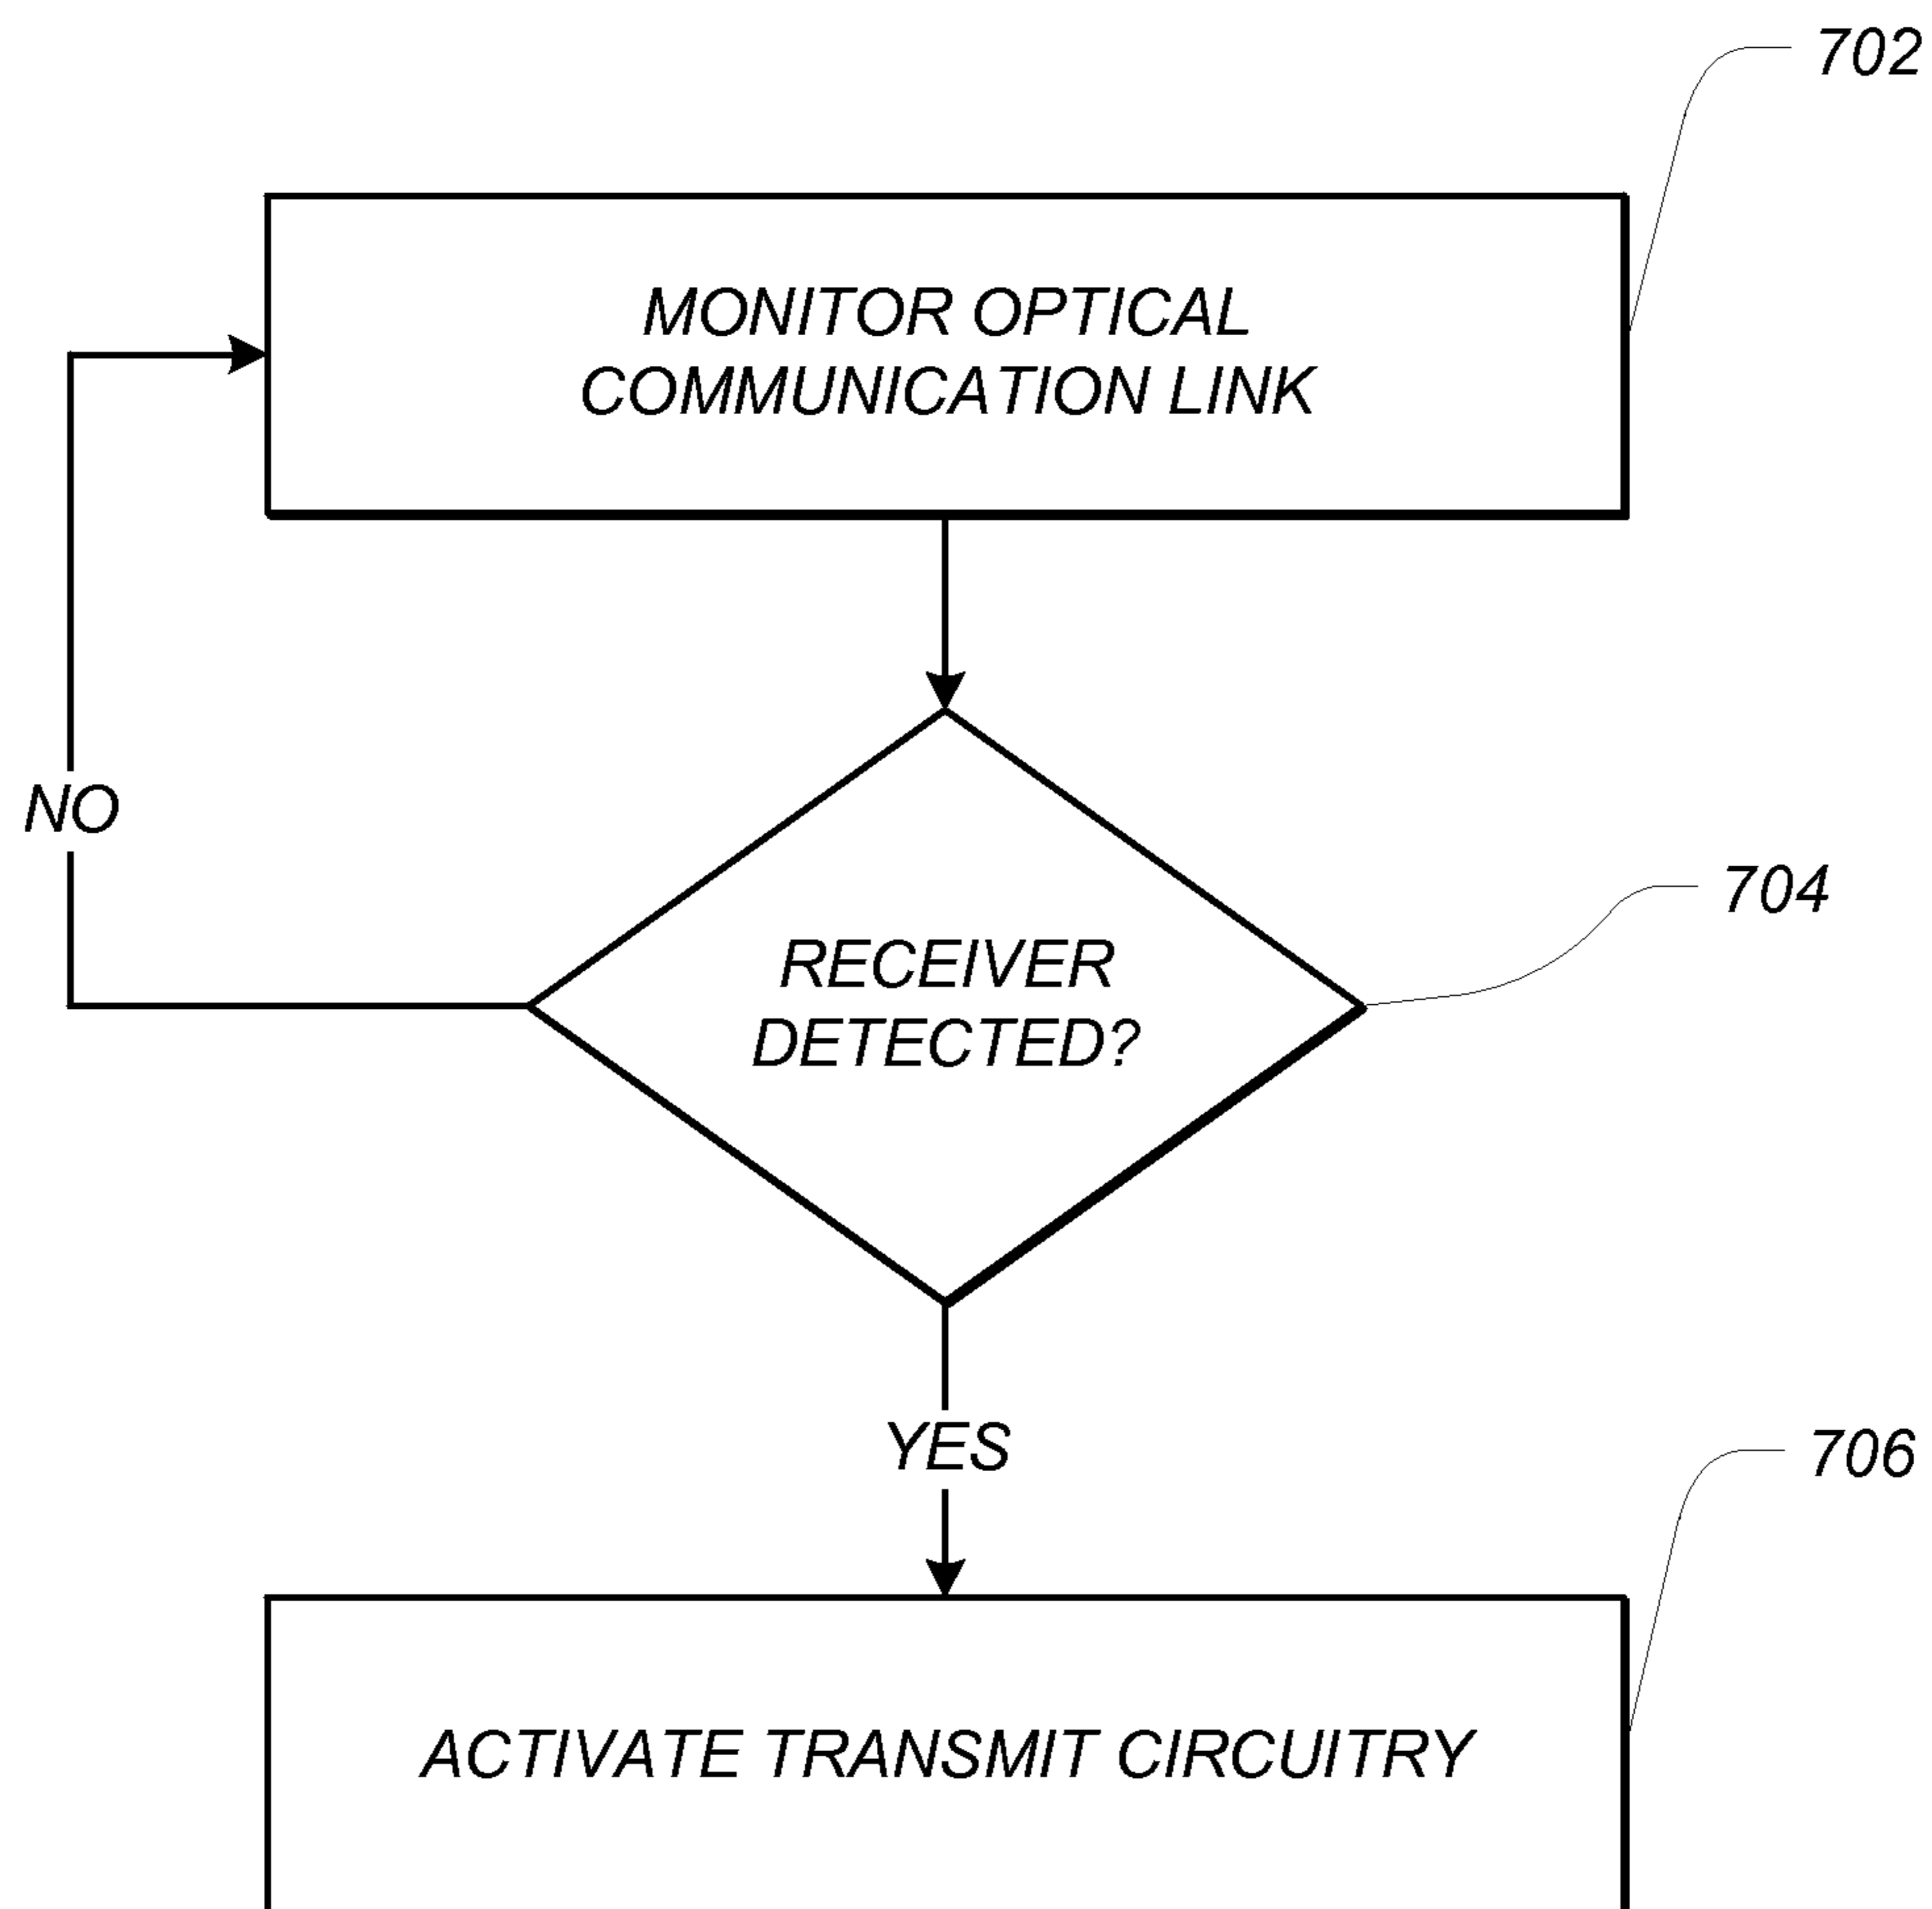 702
MONITOR OPTICAL
COMMUNICATION LINK
NO
704
RECEIVER
DETECTED?
YES
706
ACTIVATE TRANSMIT CIRCUITRY